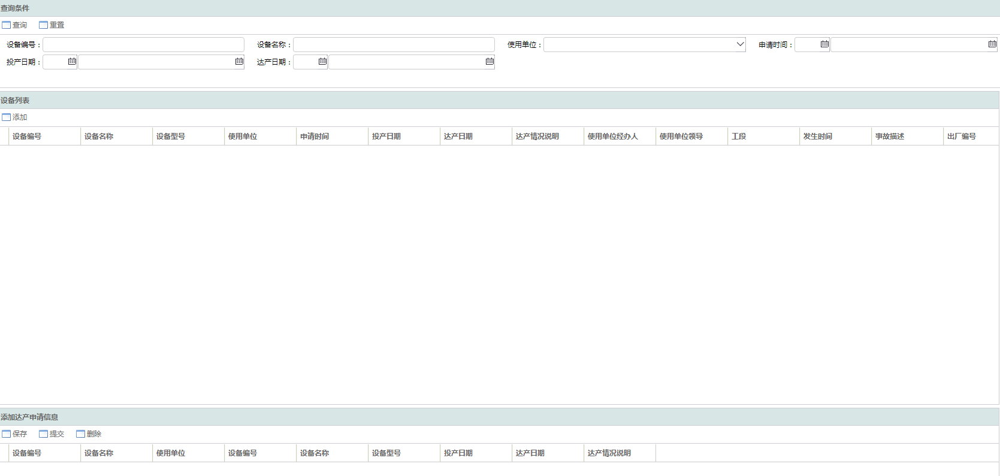 查询条件
查询 重置
设备编号： 设备名称： 使用单位： 申请时间：
投产日期： 达产日期：
设备列表
添加
设备编号 设备名称 设备型号 使用单位 申请时间 投产日期 达产日期 达产情况说明 使用单位经办人 使用单位领导 工段 发生时间 事故描述 出厂编号
添加达产申请信息
保存 提交 删除
设备编号 设备名称 使用单位 设备编号 设备名称 设备型号 投产日期 达产日期 达产情况说明